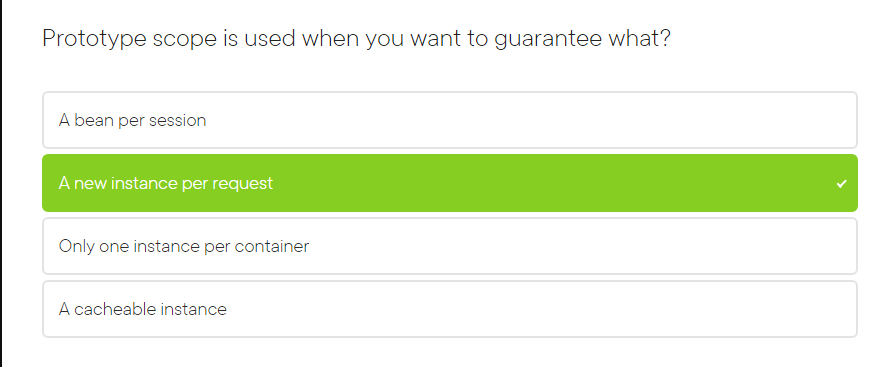 Prototype scope is used when you want to guarantee what?
A bean per session
A new instance per request
Only one instance per container
A cacheable instance